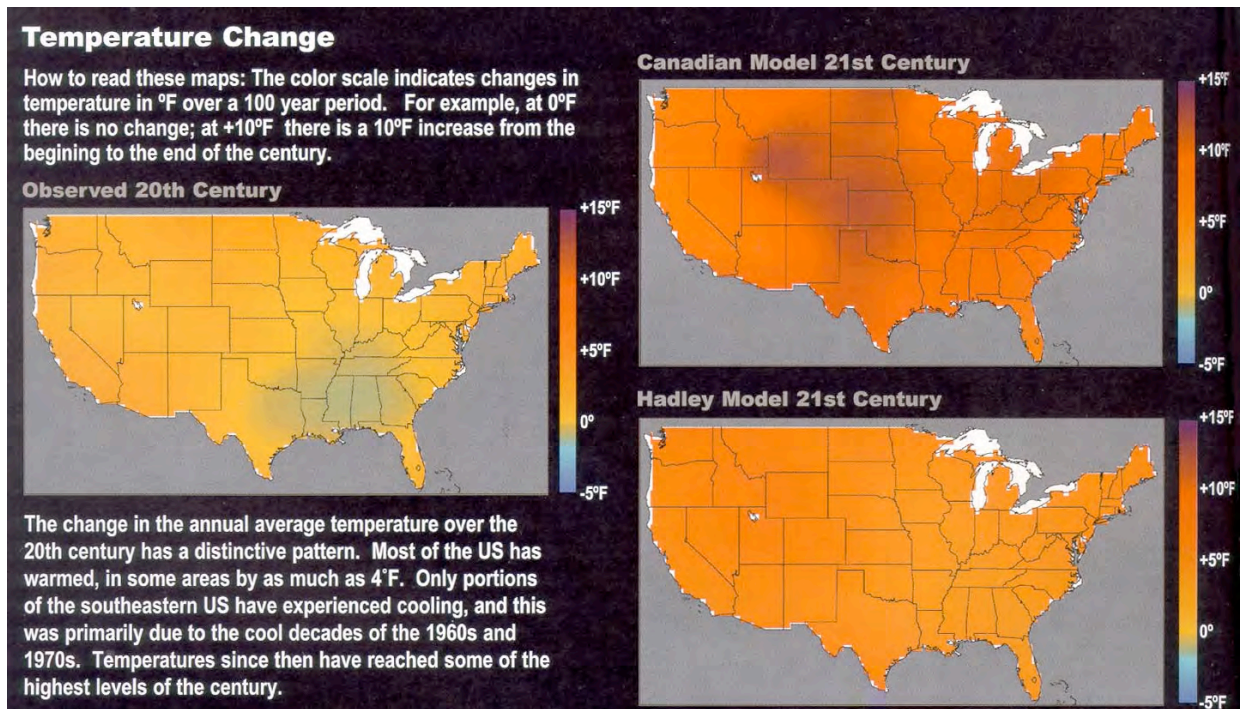 Temperature Change
How to read these maps: The color scale indicates changes in
temperature in ºF over a 100 year period. For example, at 0ºF
there is no change; at +10ºF there is a 10ºF increase from the
begining to the end of the century.
Observed 20th Century
+15ºF
+10ºF
+5ºF
0º
-5ºF
The change in the annual average temperature over the
20th century has a distinctive pattern. Most of the US has
warmed, in some areas by as much as 4˚F. Only portions
of the southeastern US have experienced cooling, and this
was primarily due to the cool decades of the 1960s and
1970s. Temperatures since then have reached some of the
highest levels of the century.
Canadian Model 21st Century
+15ºF
+10ºF
+5ºF
0º
-5ºF
Hadley Model 21st Century
+15ºF
+10ºF
+5ºF
0º
-5ºF